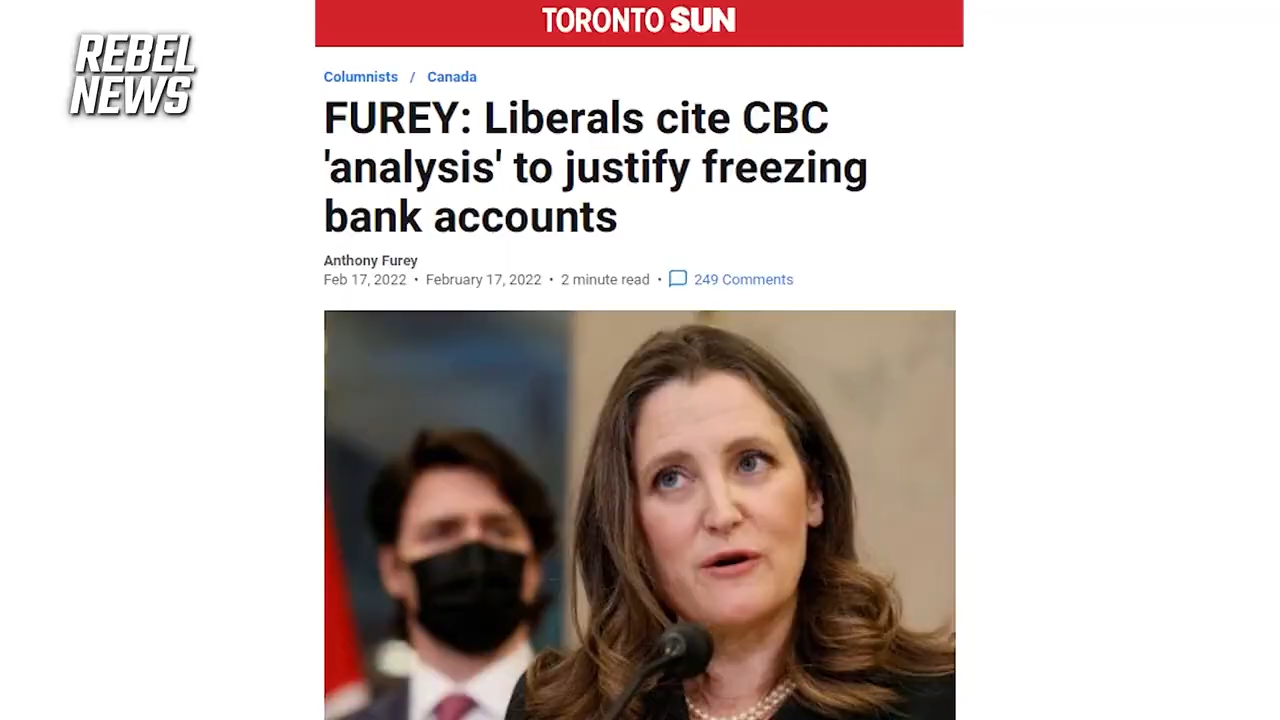 REBEL
NEWS
TORONTO SUN
Columnists / Canada
FUREY: Liberals cite CBC
'analysis' to justify freezing
bank accounts
Anthony Furey
Feb 17, 2022 • February 17, 2022 • 2 minute read • 249 Comments